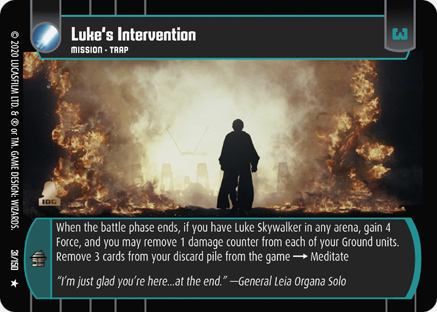 Luke's Intervention
MISSION - TRAP
3
IDG
When the battle phase ends, if you have Luke Skywalker in any arena, gain 4
Force, and you may remove 1 damage counter from each of your Ground units.
Remove 3 cards from your discard pile from the game → Meditate
"I'm just glad you're here...at the end." —General Leia Organa Solo
© 2020 LUCASFILM LTD. & ® or TM. GAME DESIGN: WIZARDS.